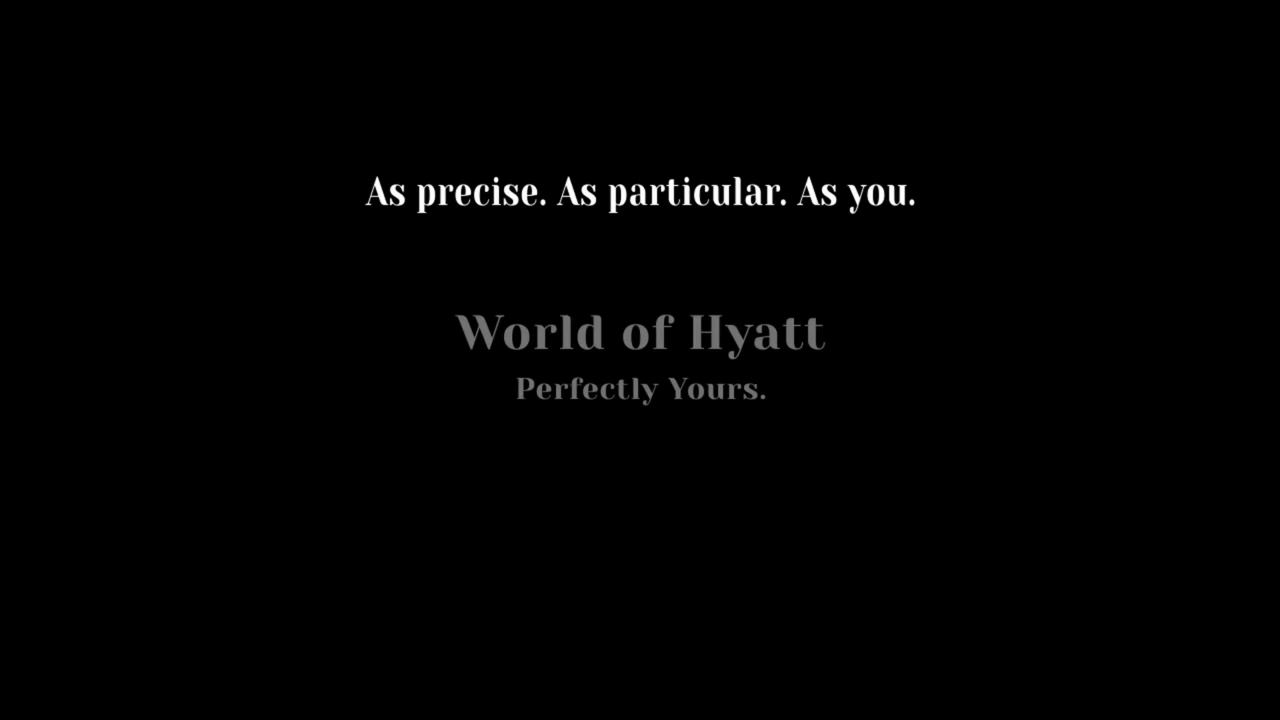 As precise. As particular. As you.
World of Hyatt
Perfectly Yours.